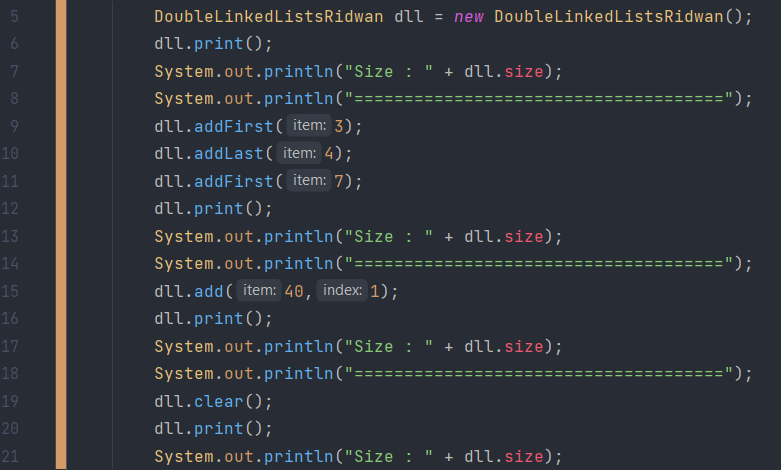 5 DoubleLinkedListsRidwan dll = new DoubleLinkedListsRidwan();
6 dll.print();
7 System.out.println("Size : " + dll.size);
8 System.out.println("=====================================");
9 dll.addFirst( item: 3);
10 dll.addLast( item: 4);
11 dll.addFirst( item: 7);
12 dll.print();
13 System.out.println("Size : " + dll.size);
14 System.out.println("=====================================");
15 dll.add( item: 40, index: 1);
16 dll.print();
17 System.out.println("Size : " + dll.size);
18 System.out.println("=====================================");
19 dll.clear();
20 dll.print();
21 System.out.println("Size : " + dll.size);